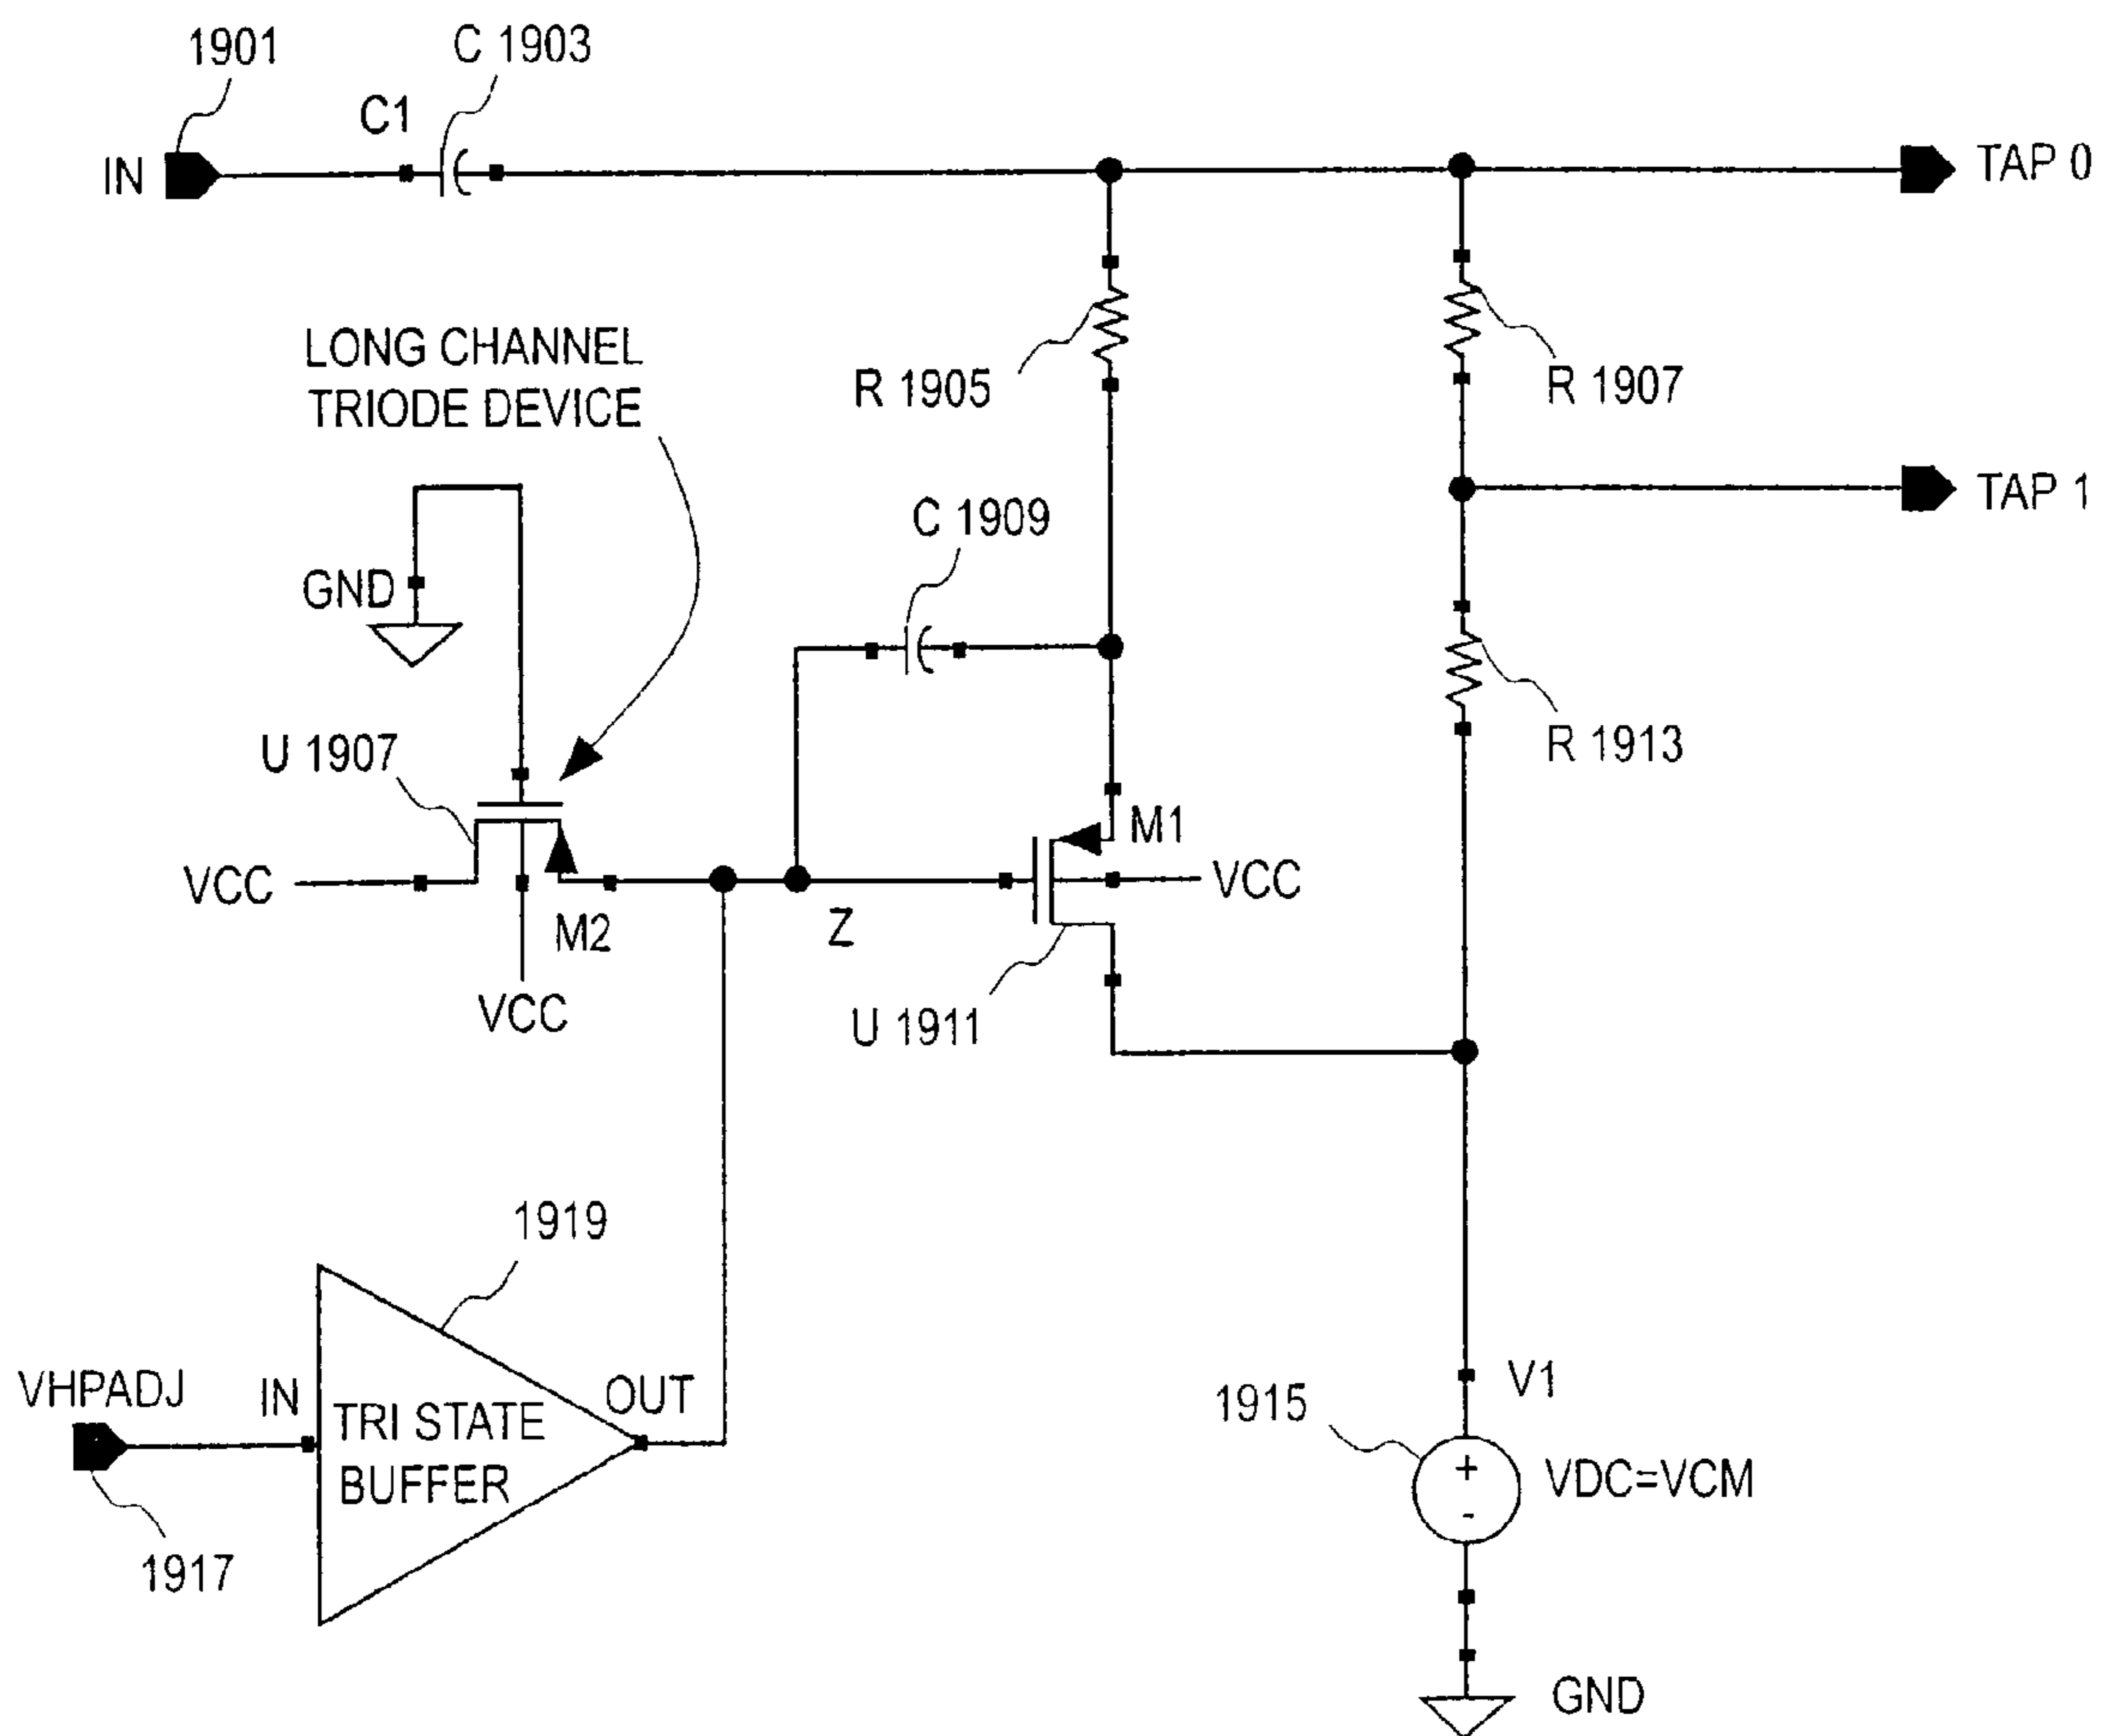 1901
C 1903
C1
IN
TAP 0
LONG CHANNEL
TRIODE DEVICE
R 1905
R 1907
TAP 1
C 1909
GND
U 1907
R 1913
M1
VCC
VCC
Z
M2
VCC
U 1911
1919
VHPADJ
IN
OUT
TRI STATE
BUFFER
1917
V1
1915
+
VDC=VCM
-
GND